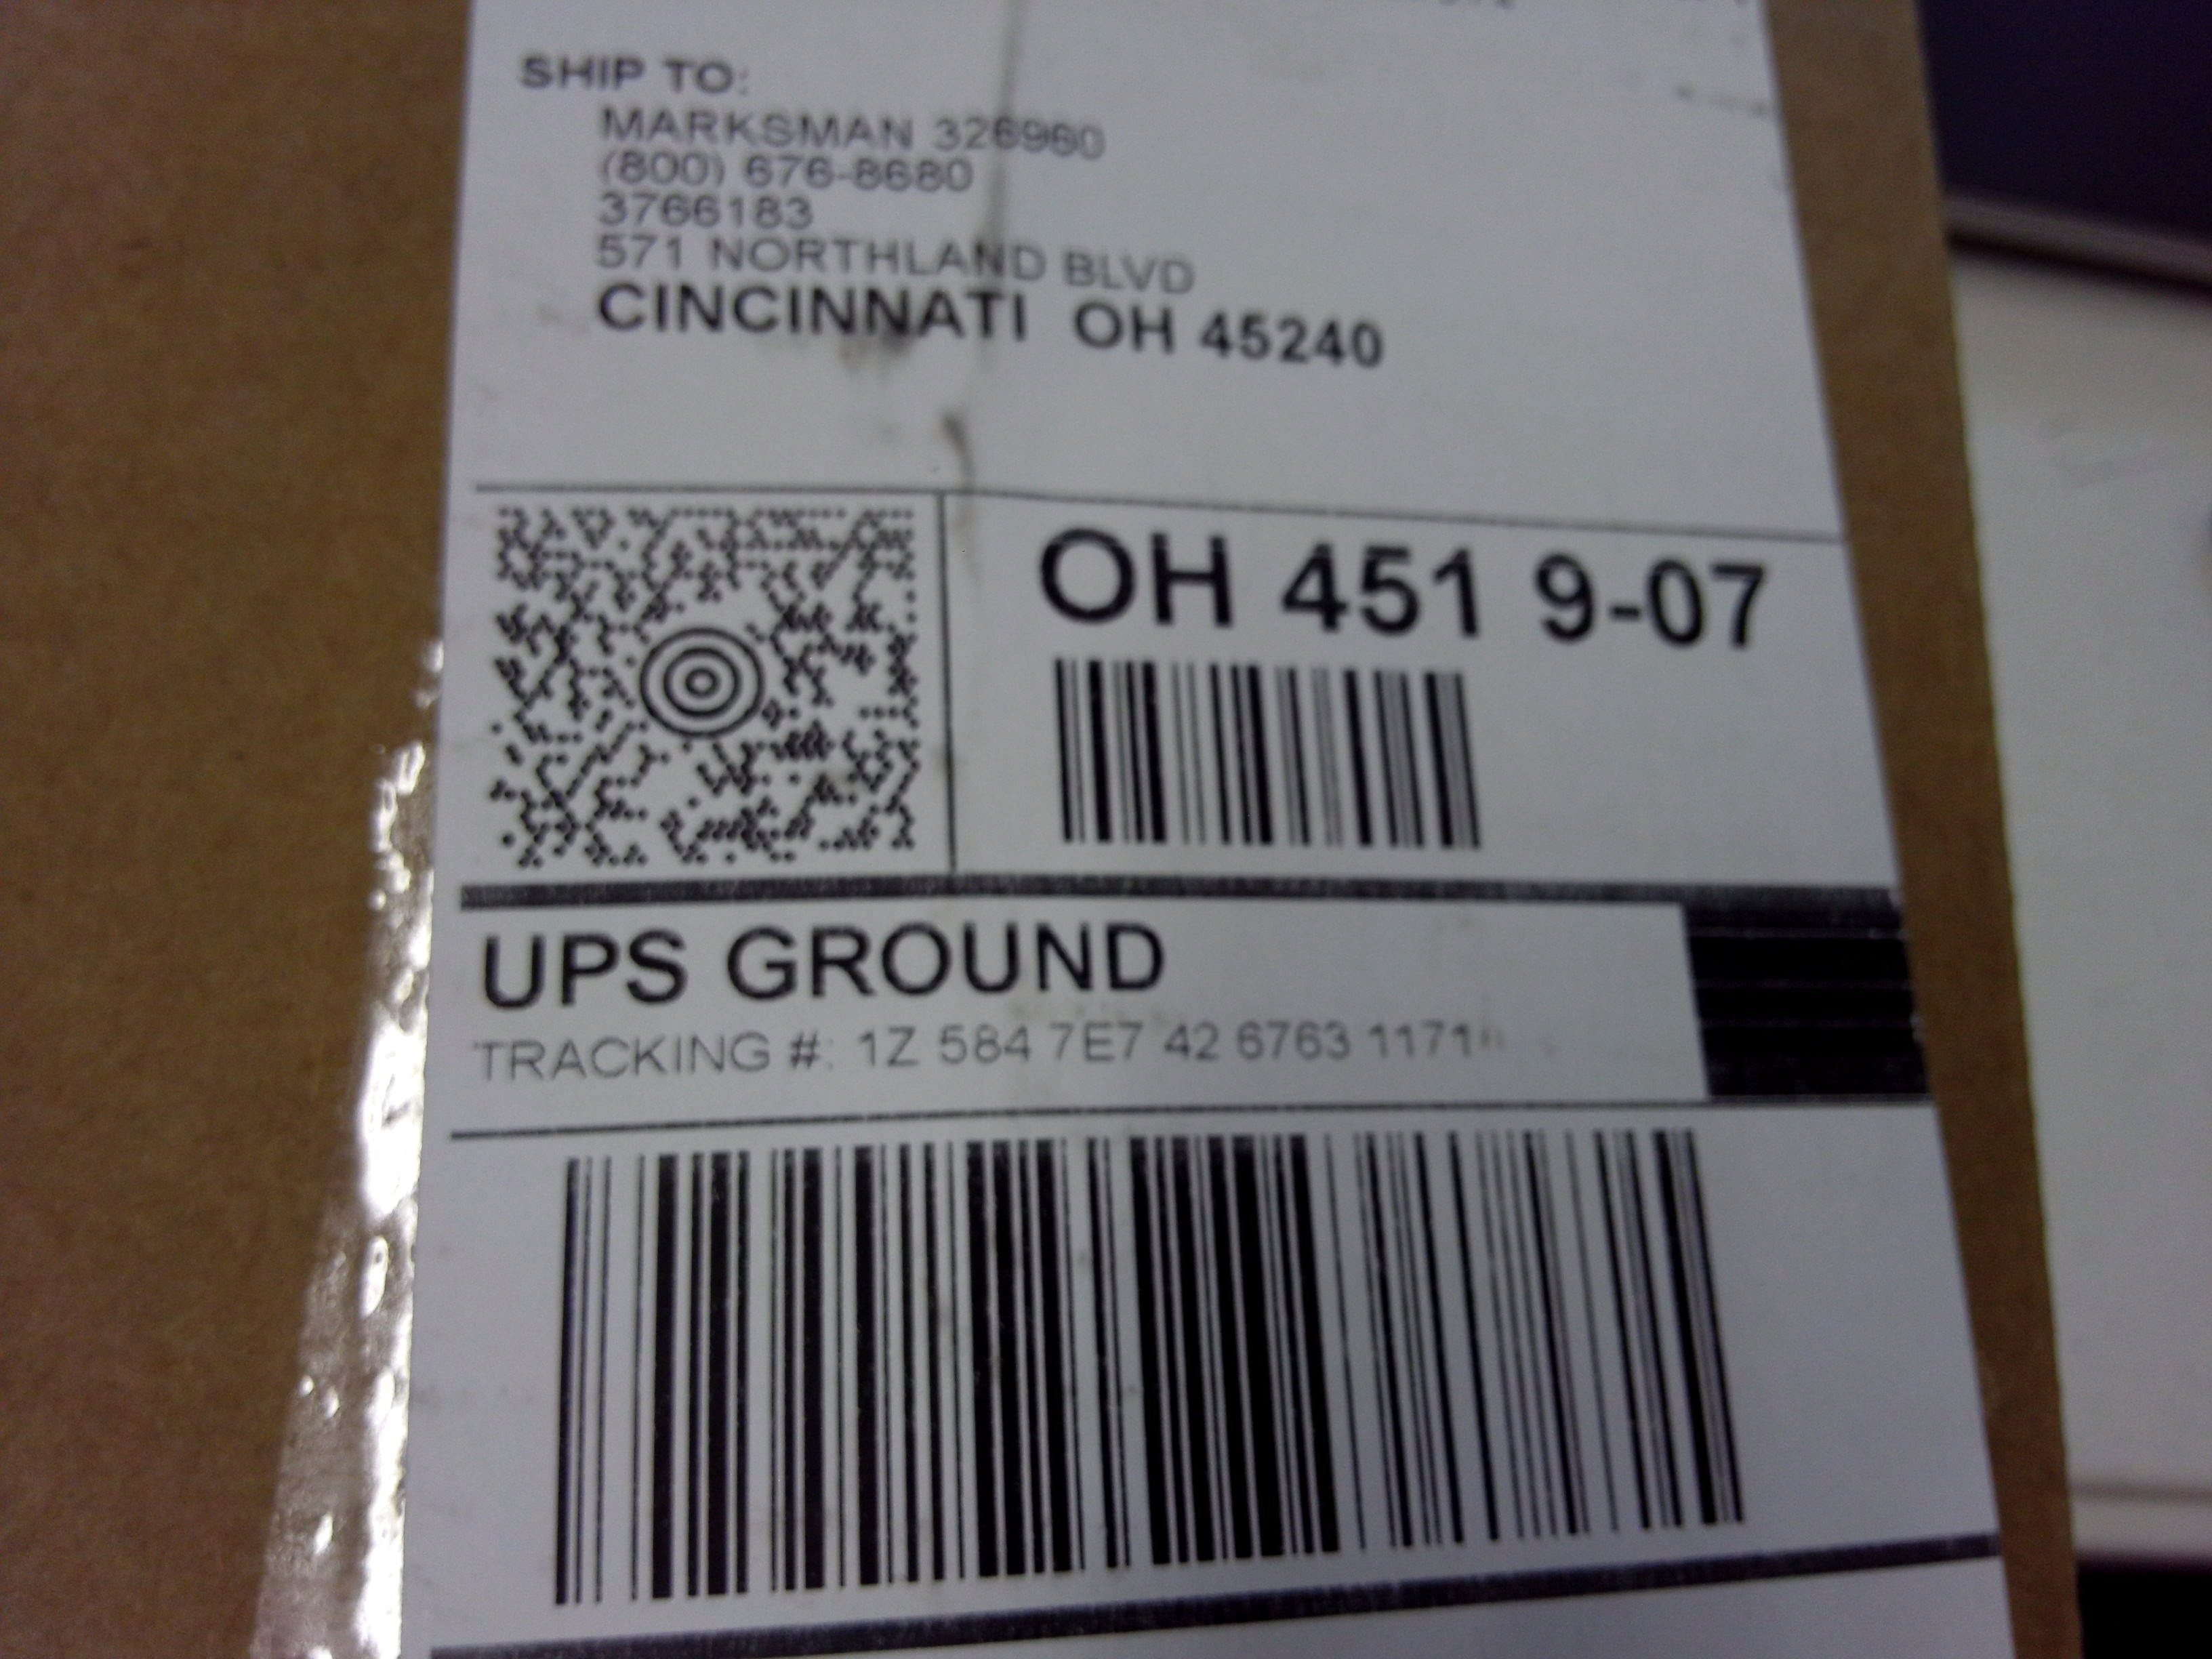 SHIP TO:
MARKSMAN 326960
(800) 676-8680
3766183
571 NORTHLAND BLVD
CINCINNATI OH 45240
OH 451 9-07
UPS GROUND
TRACKING #: 1Z 584 7E7 42 6763 1171